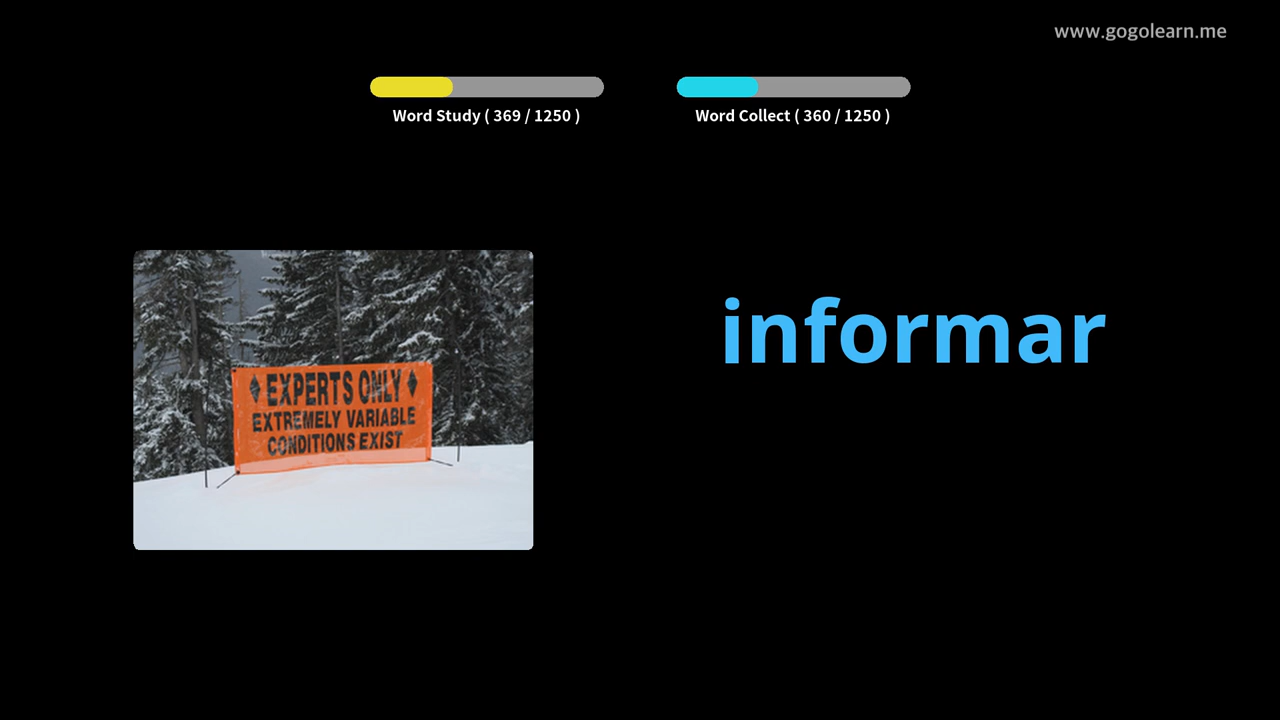 www.gogolearn.me
Word Study ( 369 / 1250 )
Word Collect ( 360 / 1250 )
informar
EXPERTS ONLY
EXTREMELY VARIABLE
CONDITIONS EXIST